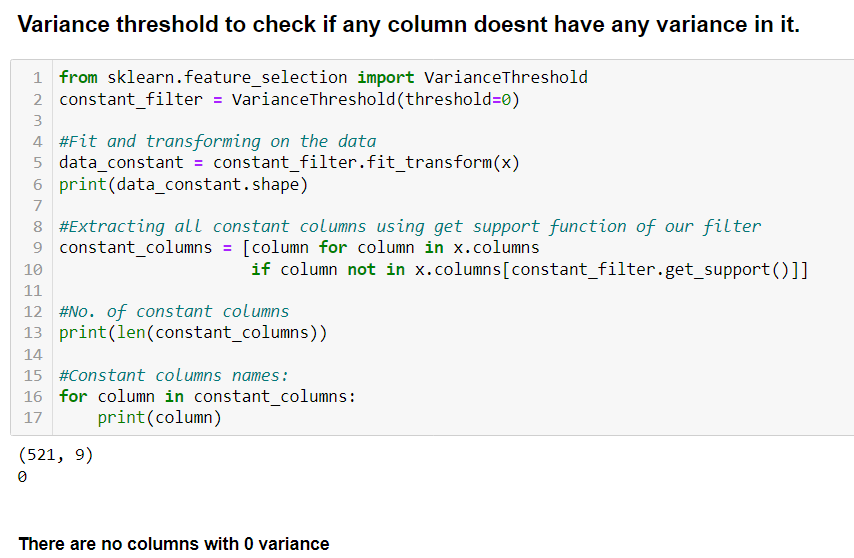 Variance threshold to check if any column doesnt have any variance in it.
1 from sklearn.feature_selection import VarianceThreshold
2 constant_filter = VarianceThreshold(threshold=0)
3
4 #Fit and transforming on the data
5 data_constant = constant_filter.fit_transform(x)
6 print(data_constant.shape)
7
8 #Extracting all constant columns using get support function of our filter
9 constant_columns = [column for column in x.columns
10                     if column not in x.columns[constant_filter.get_support()]]
11
12 #No. of constant columns
13 print(len(constant_columns))
14
15 #Constant columns names:
16 for column in constant_columns:
17     print(column)
(521, 9)
0
There are no columns with 0 variance